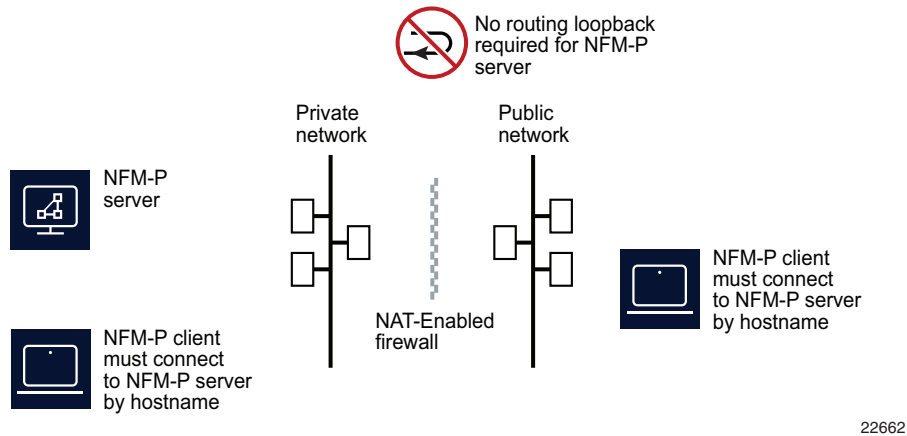 No routing loopback
required for NFM-P
server
Private
network
Public
network
NFM-P
server
NFM-P client
must connect
to NFM-P server
by hostname
NAT-Enabled
firewall
NFM-P client
must connect
to NFM-P server
by hostname
22662